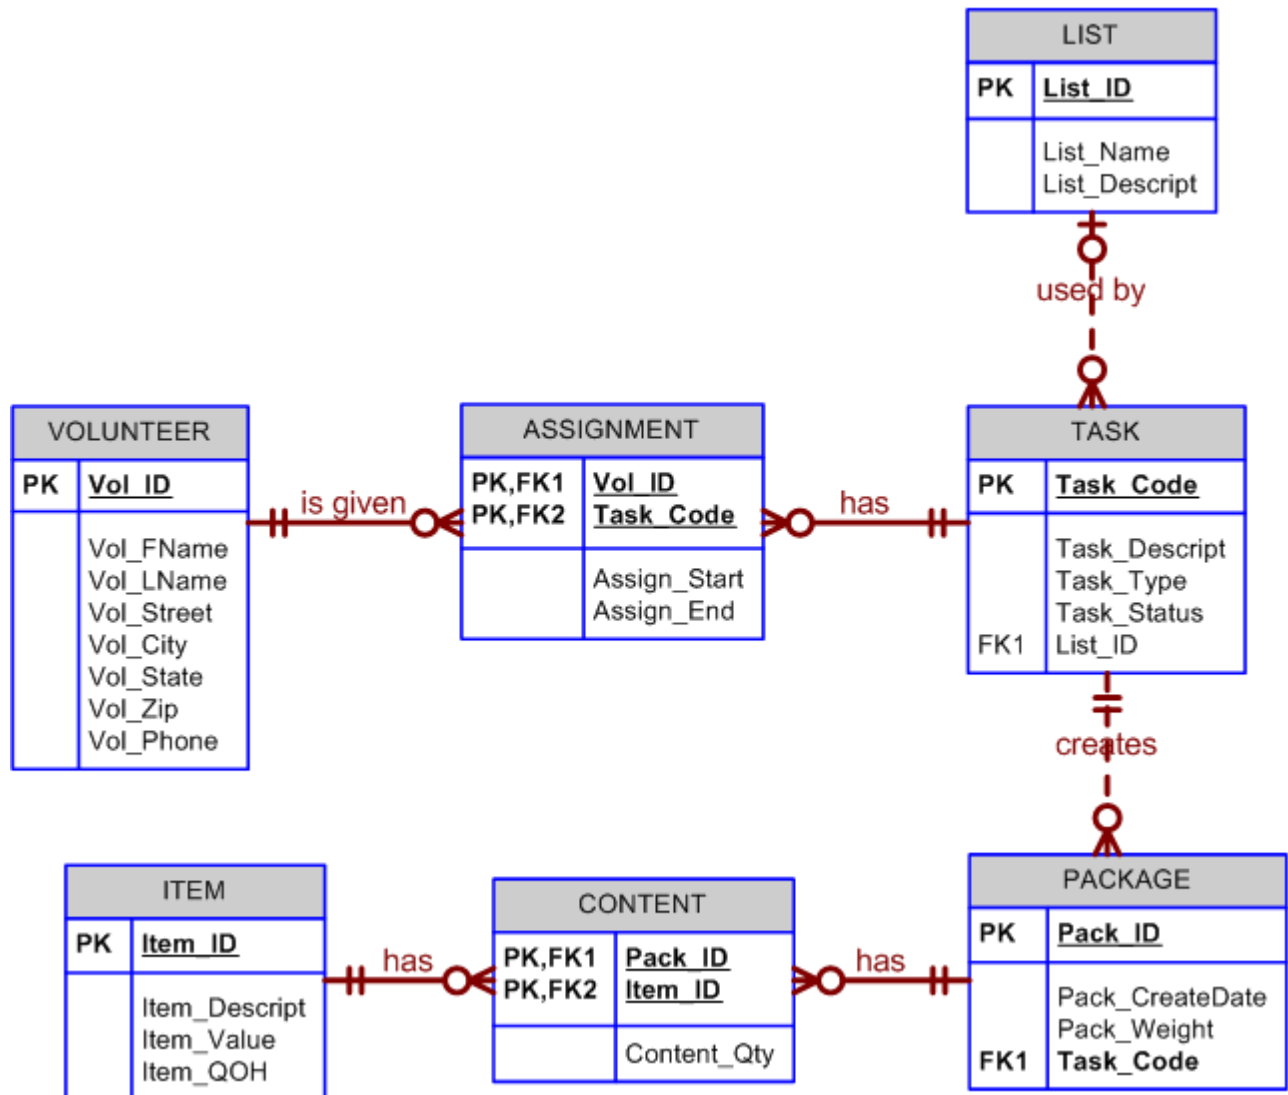 LIST
PK List_ID
List_Name
List_Descript
used by
VOLUNTEER
PK Vol_ID
Vol_FName
Vol_LName
Vol_Street
Vol_City
Vol_State
Vol_Zip
Vol_Phone
is given
ASSIGNMENT
PK,FK1 Vol_ID
PK,FK2 Task_Code
Assign_Start
Assign_End
has
TASK
PK Task_Code
Task_Descript
Task_Type
Task_Status
FK1 List_ID
creates
ITEM
PK Item_ID
Item_Descript
Item_Value
Item_QOH
has
CONTENT
PK,FK1 Pack_ID
PK,FK2 Item_ID
Content_Qty
has
PACKAGE
PK Pack_ID
Pack_CreateDate
Pack_Weight
FK1 Task_Code